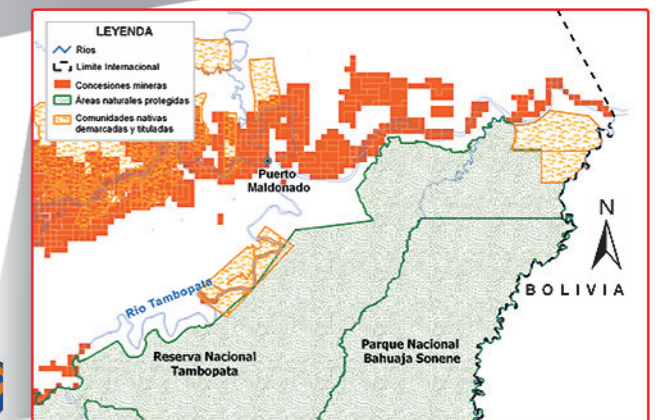 LEYENDA
Ríos
Límite Internacional
Concesiones mineras
Áreas naturales protegidas
Comunidades nativas
demarcadas y tituladas
Puerto
Maldonado
N
BOLIVIA
Río Tambopata
Reserva Nacional
Tambopata
Parque Nacional
Bahuaja Sonene